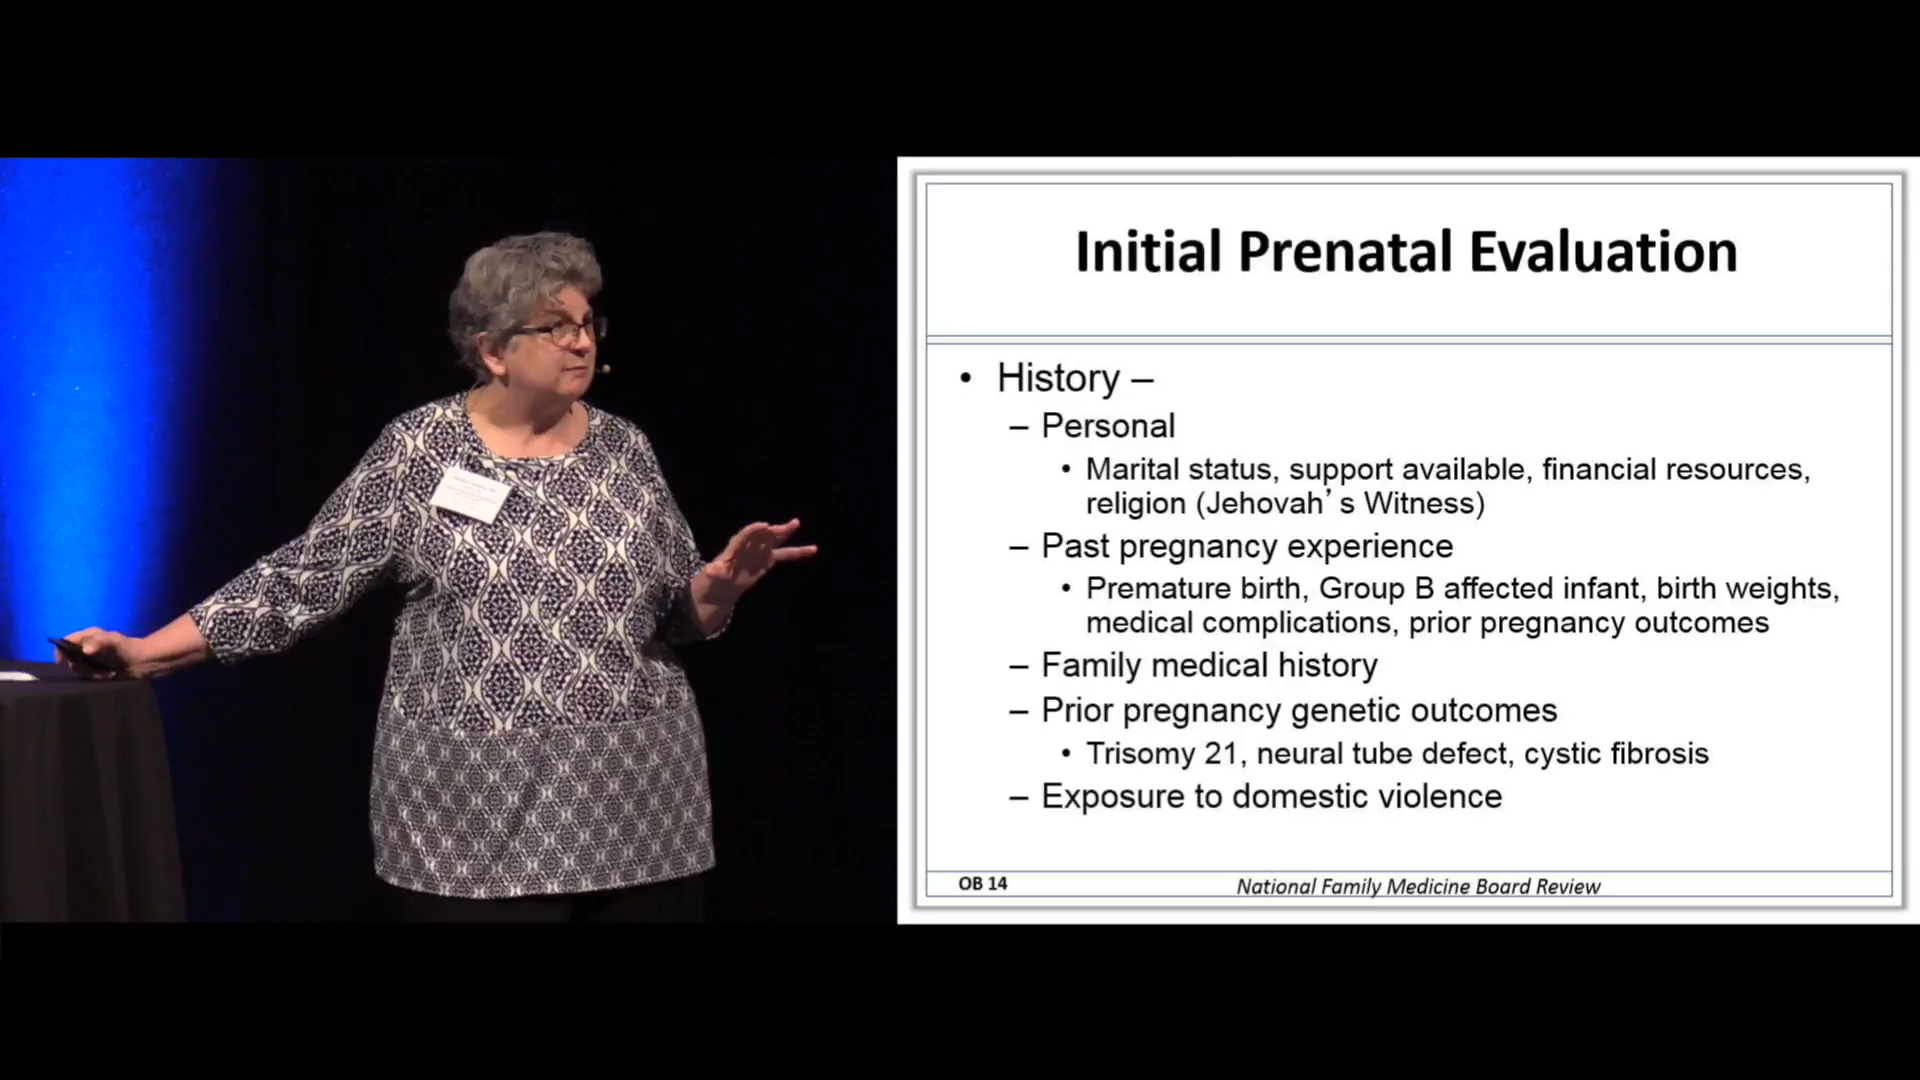 Initial Prenatal Evaluation
• History –
– Personal
• Marital status, support available, financial resources,
religion (Jehovah’s Witness)
– Past pregnancy experience
• Premature birth, Group B affected infant, birth weights,
medical complications, prior pregnancy outcomes
– Family medical history
– Prior pregnancy genetic outcomes
• Trisomy 21, neural tube defect, cystic fibrosis
– Exposure to domestic violence
OB 14
National Family Medicine Board Review